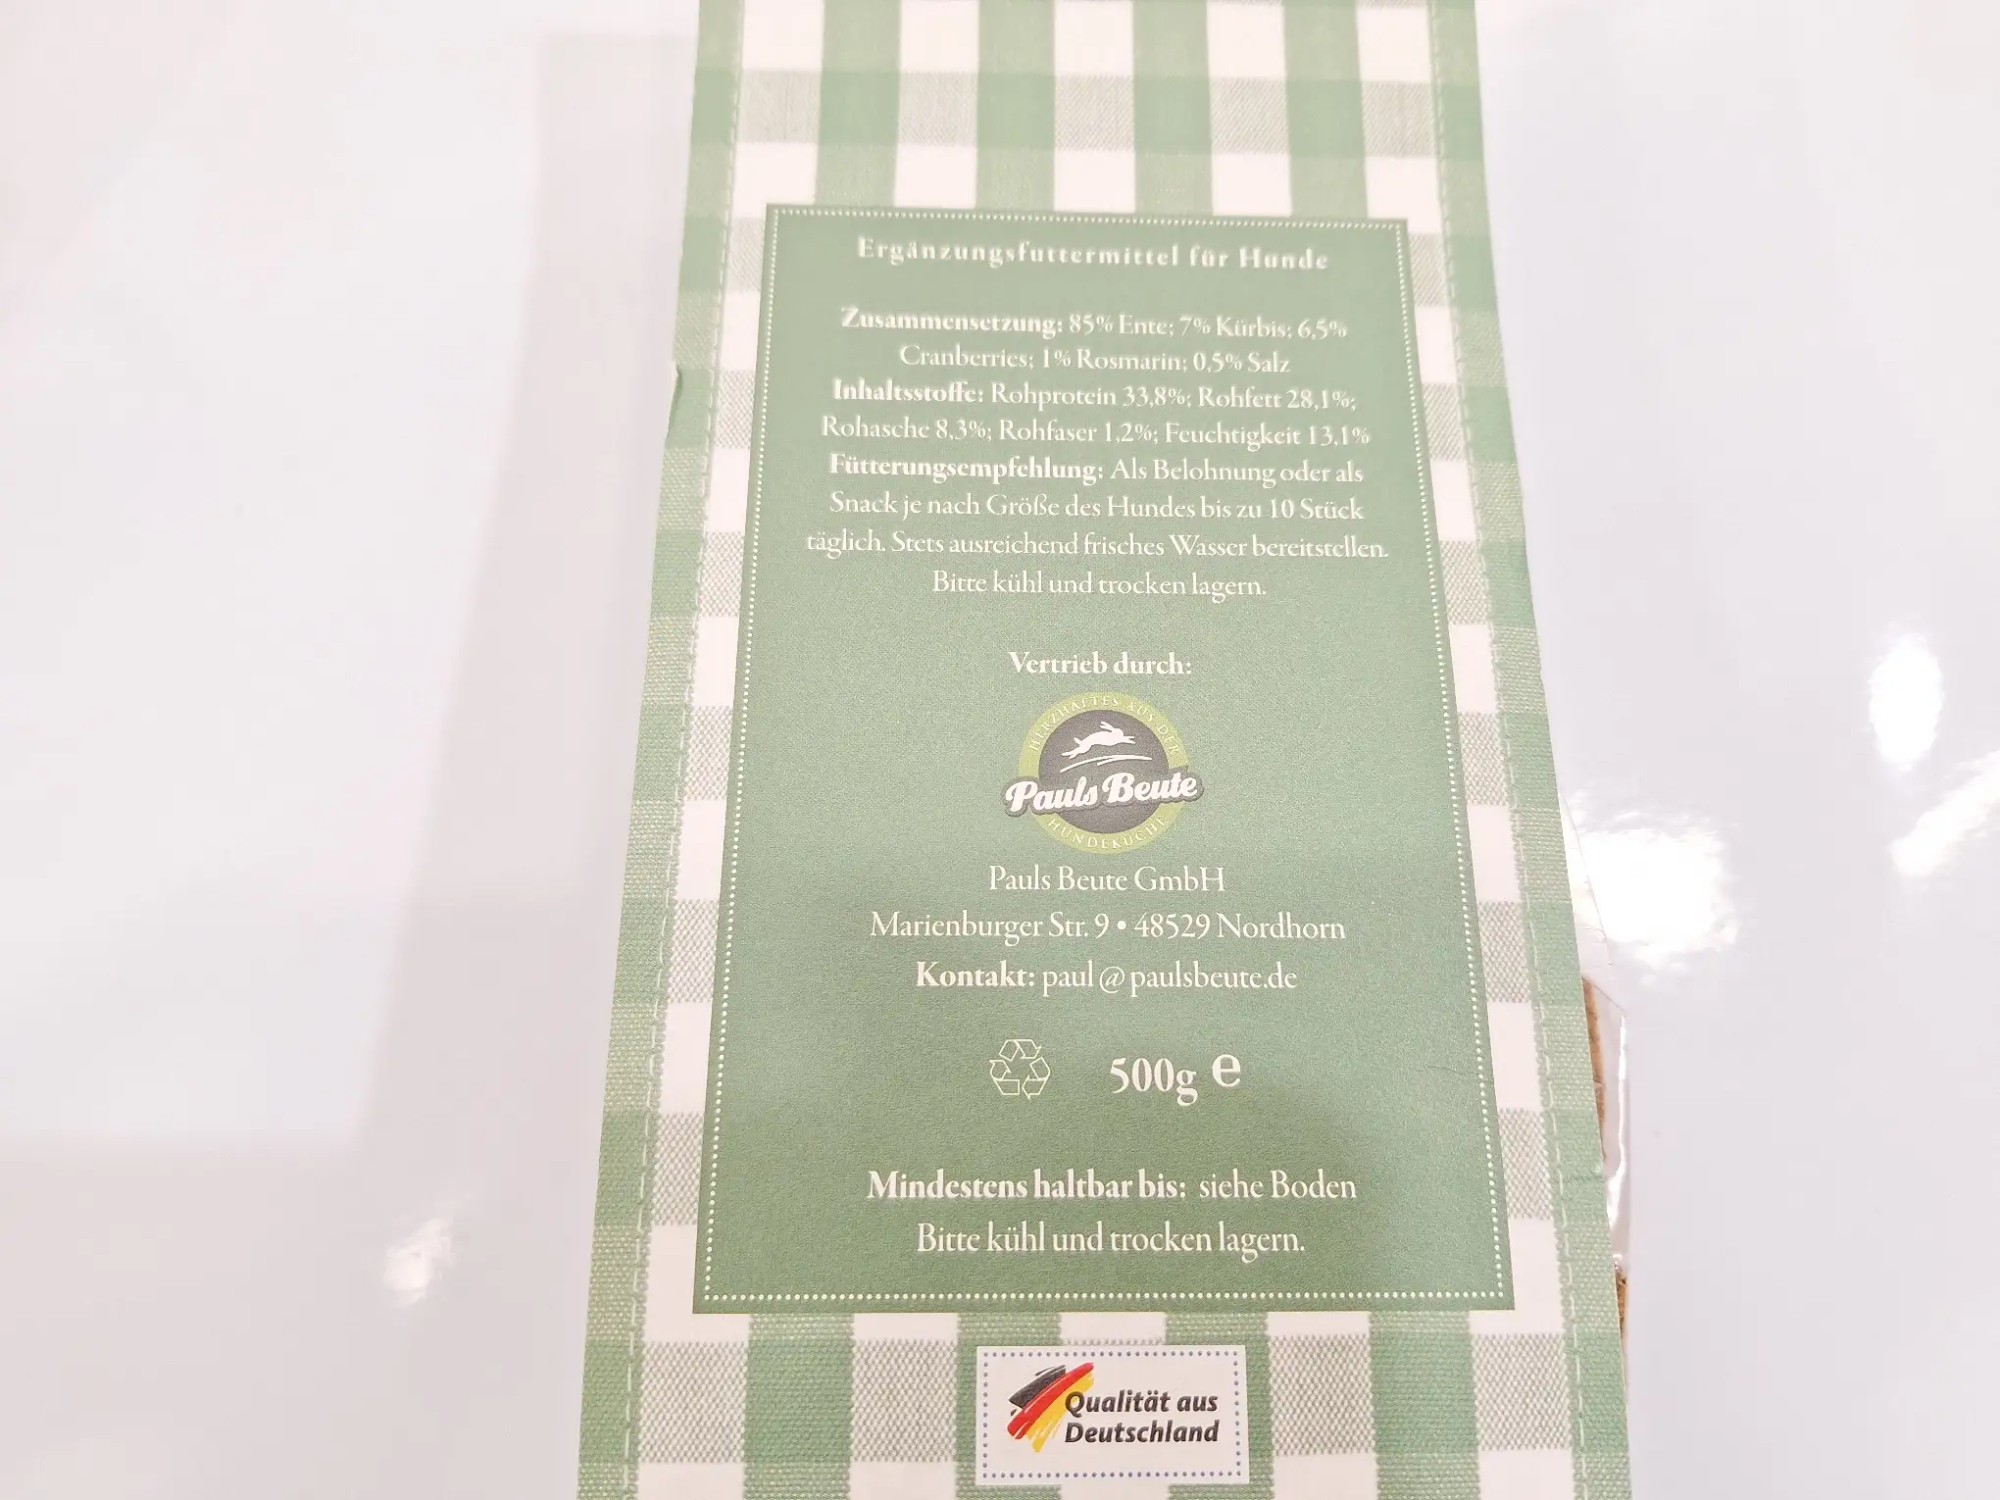 Ergänzungsfuttermittel für Hunde
Zusammensetzung: 85% Ente; 7% Kürbis; 6,5%
Cranberries; 1% Rosmarin; 0,5% Salz
Inhaltsstoffe: Rohprotein 33,8%; Rohfett 28,1%;
Rohasche 8,3%; Rohfaser 1,2%; Feuchtigkeit 13,1%
Fütterungsempfehlung: Als Belohnung oder als
Snack je nach Größe des Hundes bis zu 10 Stück
täglich. Stets ausreichend frisches Wasser bereitstellen.
Bitte kühl und trocken lagern.
Vertrieb durch:
HERZHAFTES AUS DER
Pauls Beute
HUNDEKÜCHE
Pauls Beute GmbH
Marienburger Str. 9 • 48529 Nordhorn
Kontakt: paul@paulsbeute.de
500g e
Mindestens haltbar bis: siehe Boden
Bitte kühl und trocken lagern.
Qualität aus
Deutschland